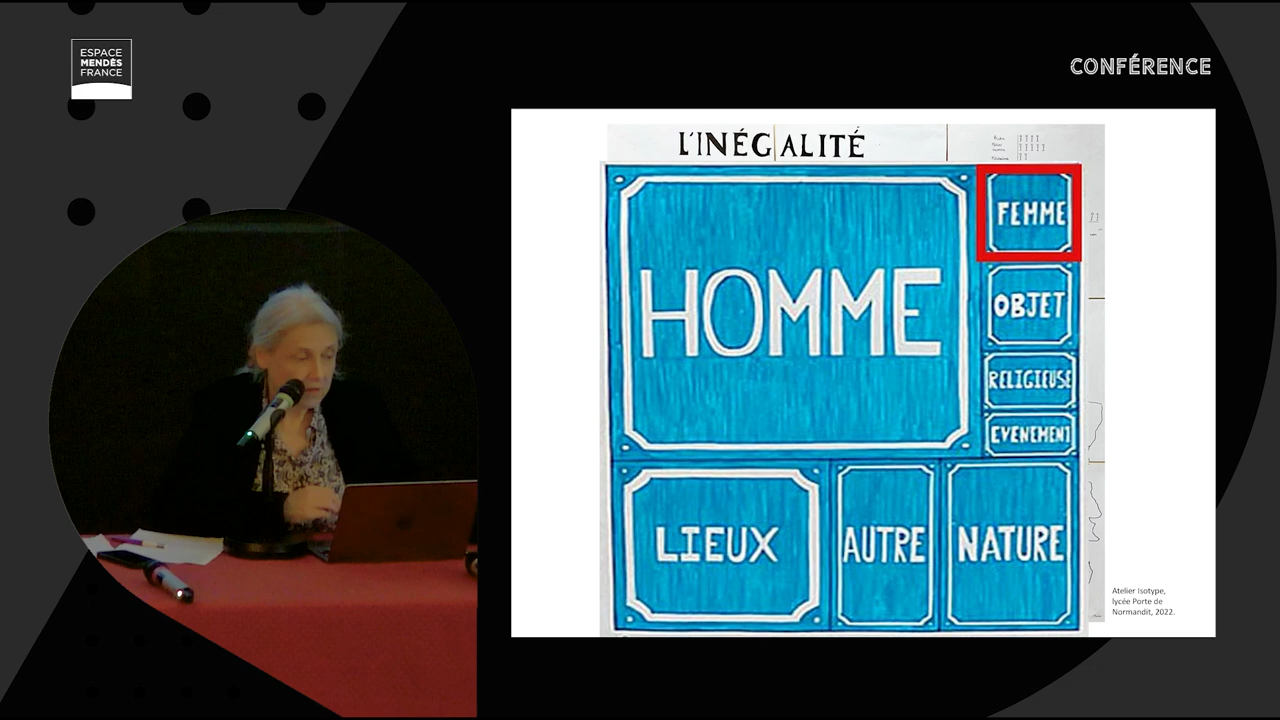 ESPACE
MENDÈS
FRANCE
CONFÉRENCE
L'INÉGALITÉ
HOMME
FEMME
OBJET
RELIGIEUSE
EVENEMENT
LIEUX
AUTRE
NATURE
Atelier Isotype,
lycée Porte de
Normandit, 2022.